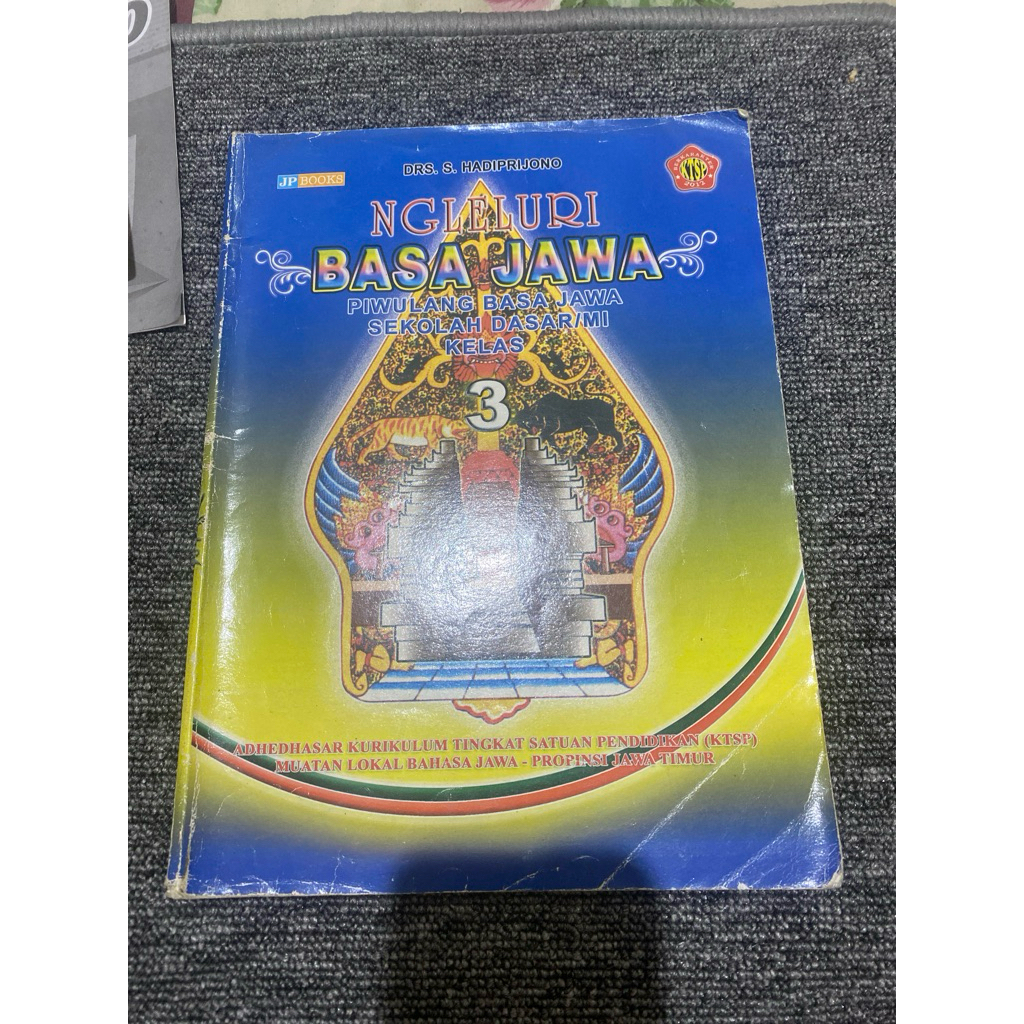 DRS. S. HADIPRIJONO
JP BOOKS
KTSP
2012
NGLELURI
BASA JAWA
PIWULANG BASA JAWA
SEKOLAH DASAR/MI
KELAS
3
ADHEDHASAR KURIKULUM TINGKAT SATUAN PENDIDIKAN (KTSP)
MUATAN LOKAL BAHASA JAWA - PROPINSI JAWA TIMUR